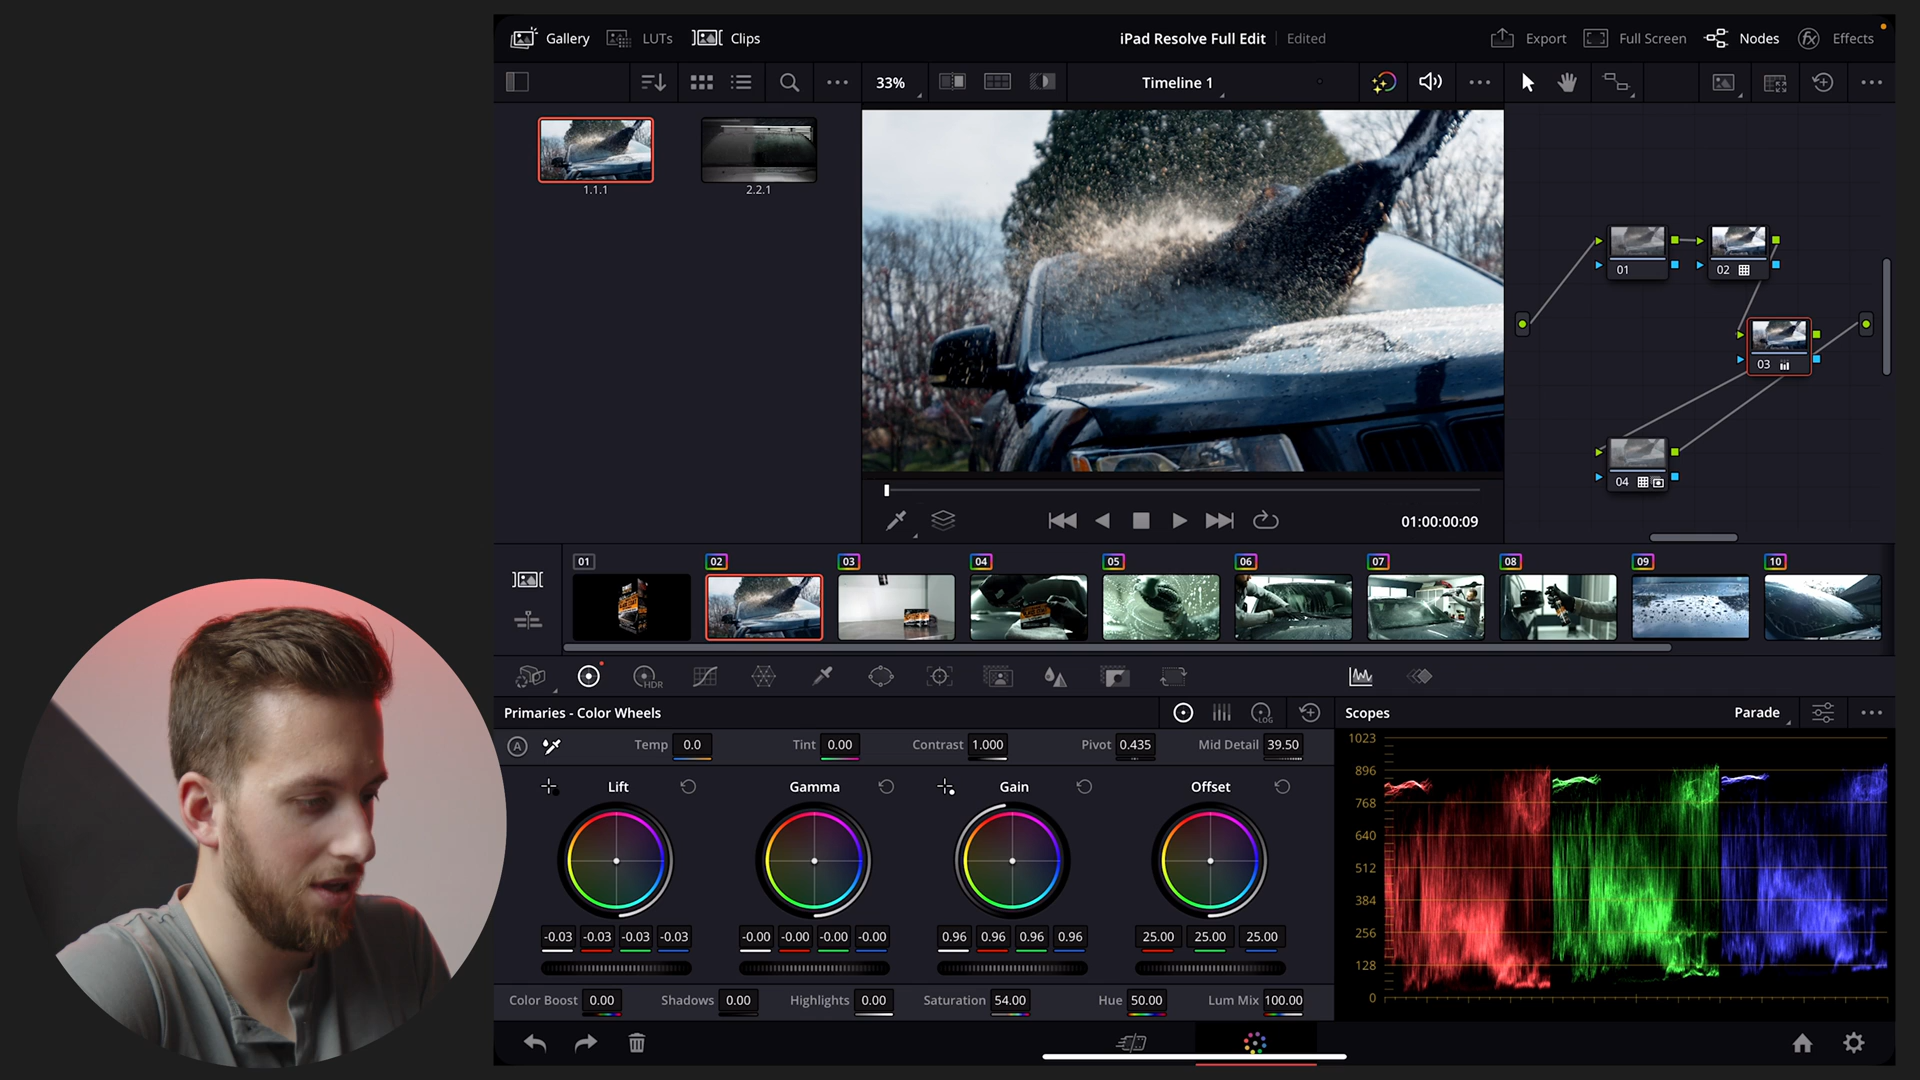 Gallery LUTs Clips iPad Resolve Full Edit Edited Export Full Screen Nodes Effects
33% Timeline 1
1.1.1 2.2.1
01 02
03
04
01:00:00:09
01 02 03 04 05 06 07 08 09 10
HDR
Primaries - Color Wheels LOG Scopes Parade
A Temp 0.0 Tint 0.00 Contrast 1.000 Pivot 0.435 Mid Detail 39.50
Lift Gamma Gain Offset
-0.03 -0.03 -0.03 -0.03 -0.00 -0.00 -0.00 -0.00 0.96 0.96 0.96 0.96 25.00 25.00 25.00
Color Boost 0.00 Shadows 0.00 Highlights 0.00 Saturation 54.00 Hue 50.00 Lum Mix 100.00
1023
896
768
640
512
384
256
128
0